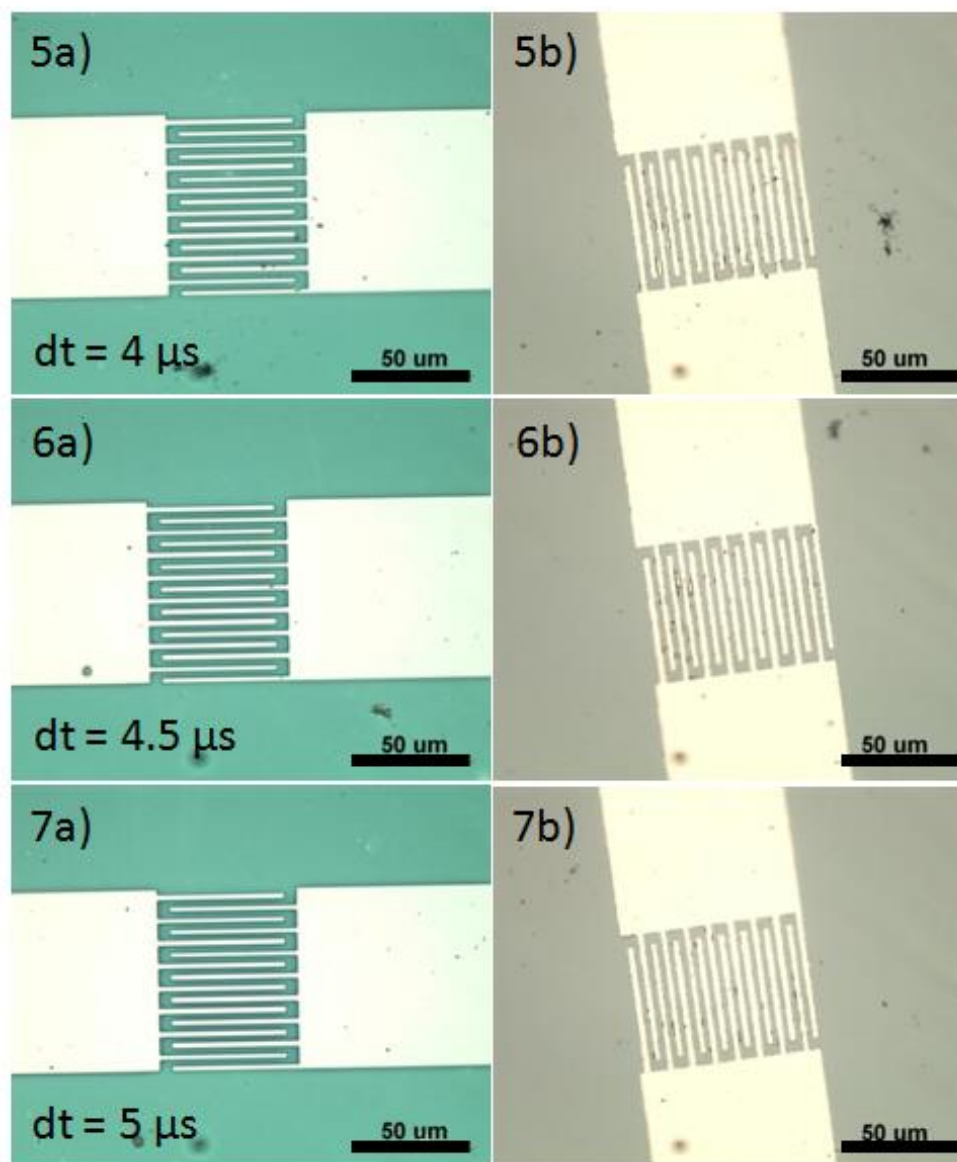 5a)
5b)
dt = 4 µs
50 um
50 um
6a)
6b)
dt = 4.5 µs
50 um
50 um
7a)
7b)
dt = 5 µs
50 um
50 um